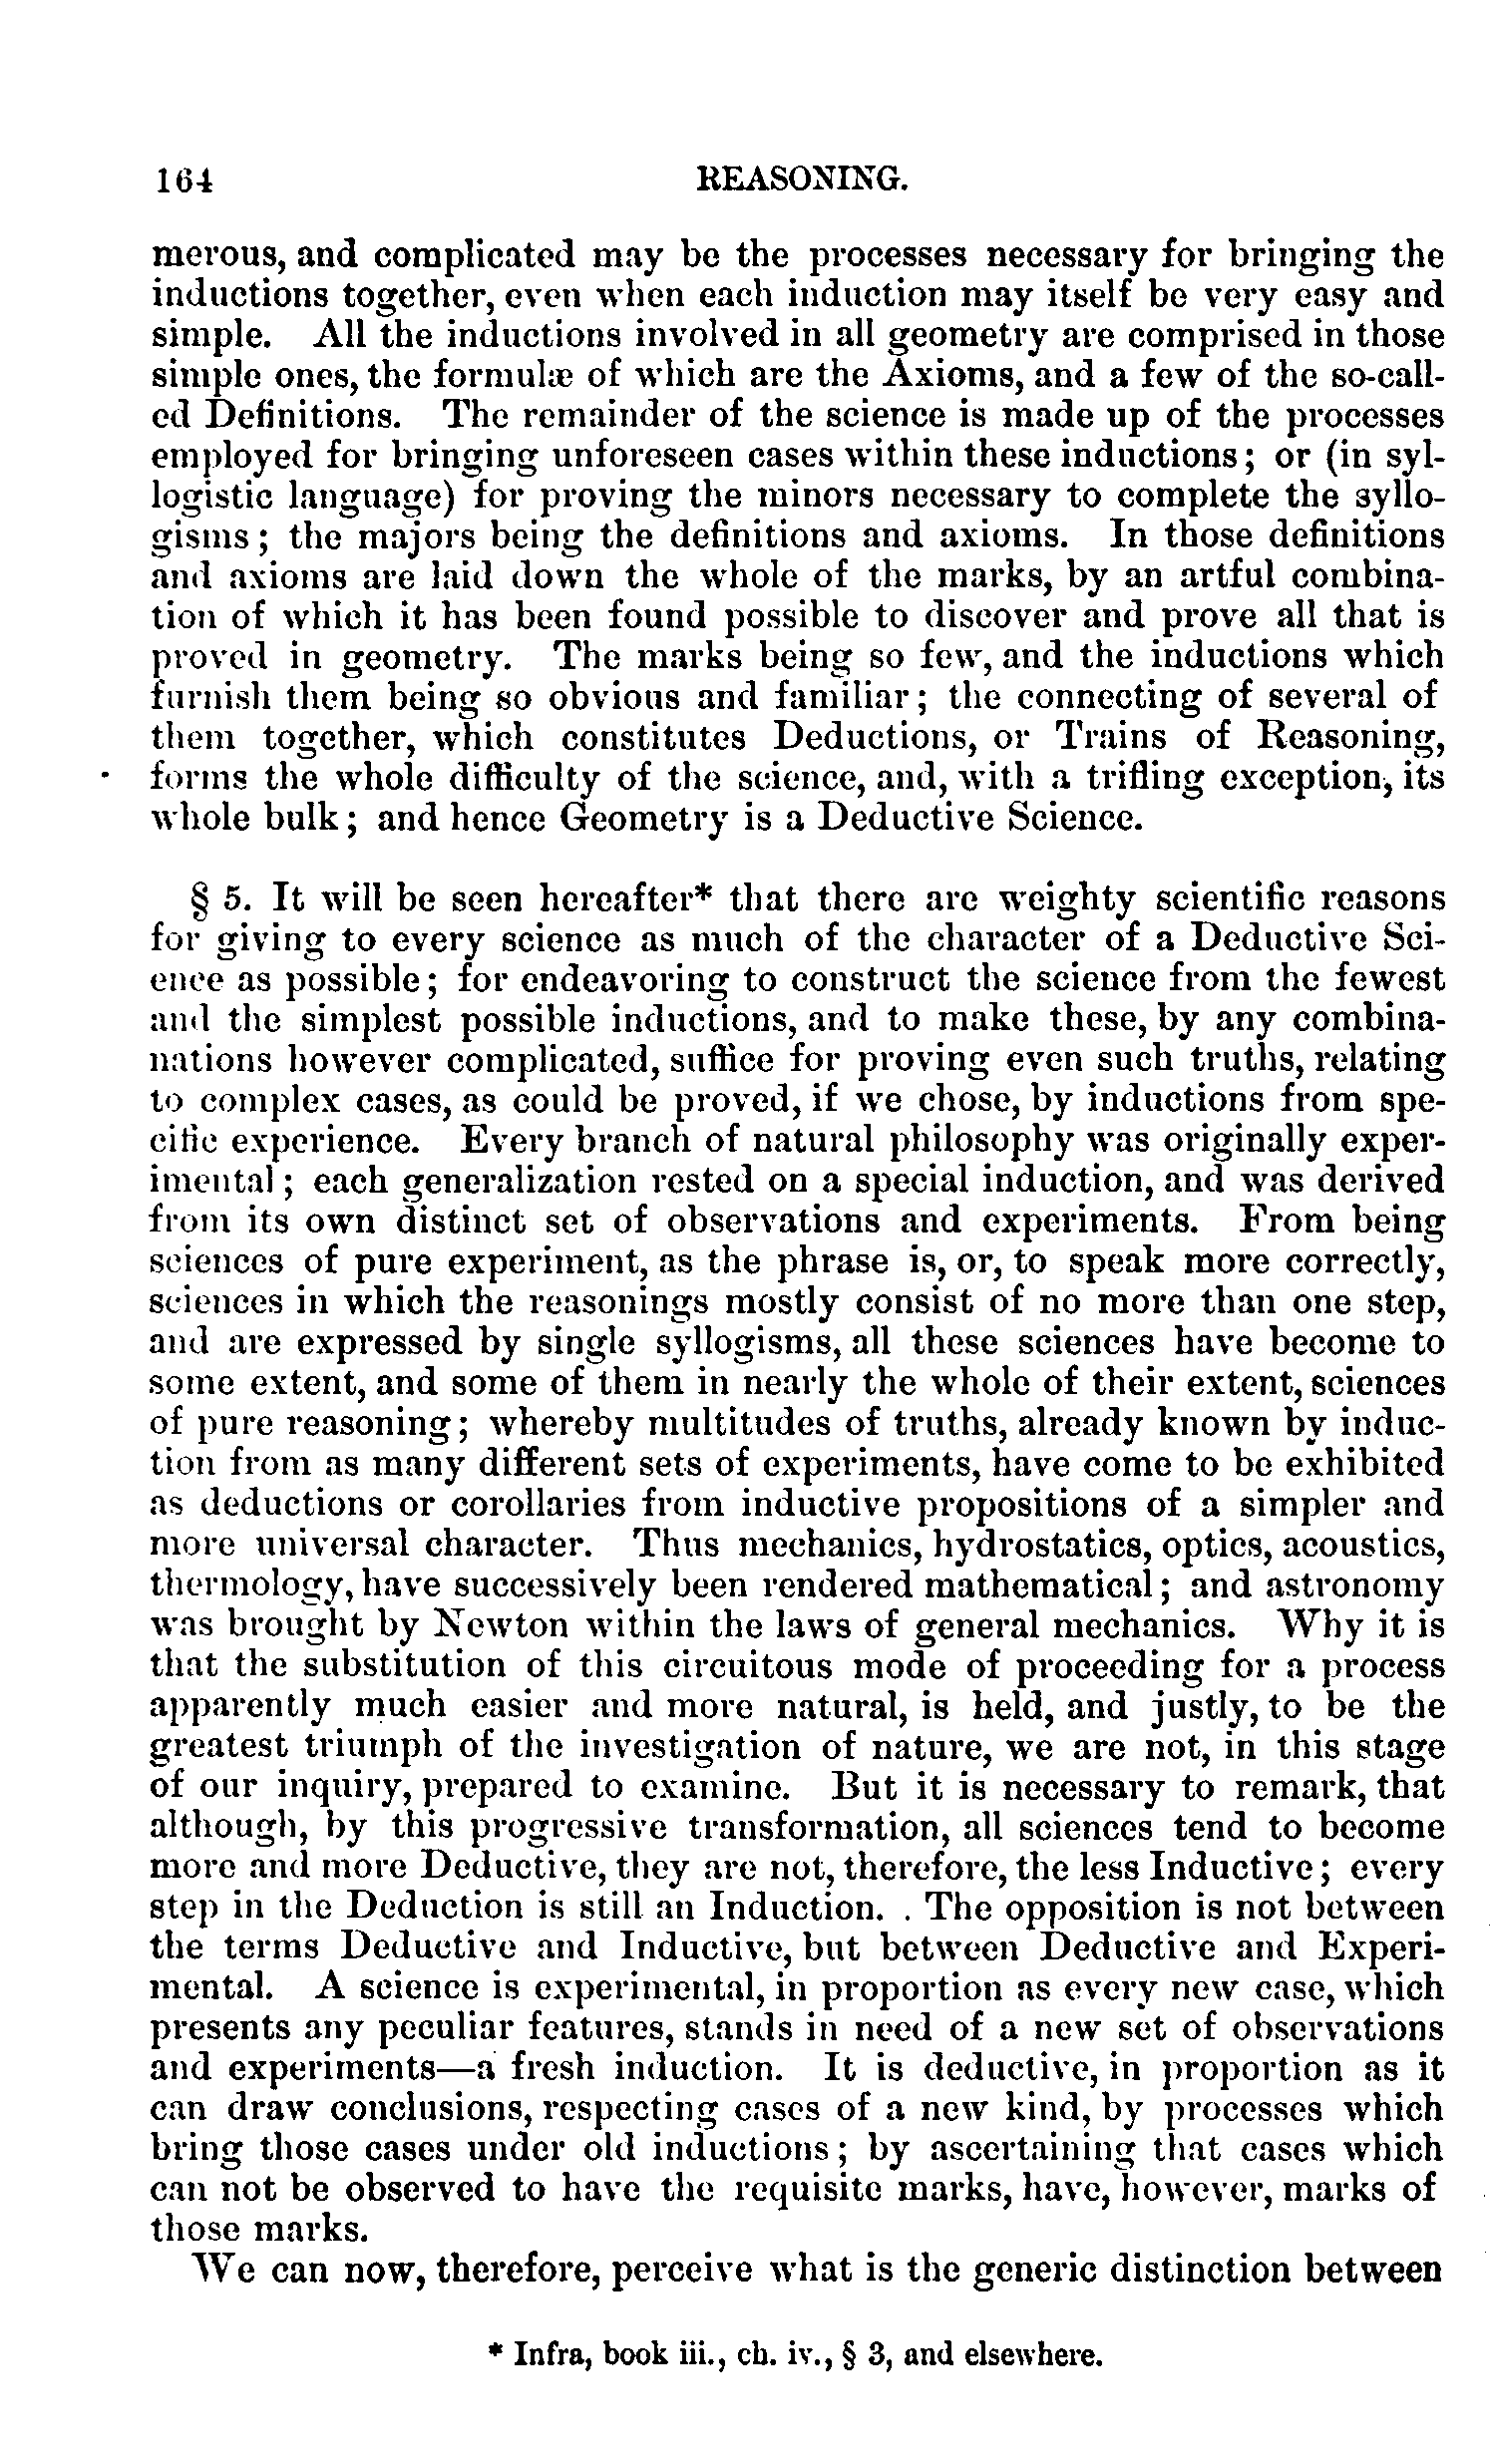 164 REASONING.
merous, and complicated may be the processes necessary for bringing the
inductions together, even when each induction may itself be very easy and
simple. All the inductions involved in all geometry are comprised in those
simple ones, the formulæ of which are the Axioms, and a few of the so-call-
ed Definitions. The remainder of the science is made up of the processes
employed for bringing unforeseen cases within these inductions; or (in syl-
logistic language) for proving the minors necessary to complete the syllo-
gisms; the majors being the definitions and axioms. In those definitions
and axioms are laid down the whole of the marks, by an artful combina-
tion of which it has been found possible to discover and prove all that is
proved in geometry. The marks being so few, and the inductions which
furnish them being so obvious and familiar; the connecting of several of
them together, which constitutes Deductions, or Trains of Reasoning,
forms the whole difficulty of the science, and, with a trifling exception, its
whole bulk; and hence Geometry is a Deductive Science.
§ 5. It will be seen hereafter* that there are weighty scientific reasons
for giving to every science as much of the character of a Deductive Sci-
ence as possible; for endeavoring to construct the science from the fewest
and the simplest possible inductions, and to make these, by any combina-
nations however complicated, suffice for proving even such truths, relating
to complex cases, as could be proved, if we chose, by inductions from spe-
cific experience. Every branch of natural philosophy was originally exper-
imental; each generalization rested on a special induction, and was derived
from its own distinct set of observations and experiments. From being
sciences of pure experiment, as the phrase is, or, to speak more correctly,
sciences in which the reasonings mostly consist of no more than one step,
and are expressed by single syllogisms, all these sciences have become to
some extent, and some of them in nearly the whole of their extent, sciences
of pure reasoning; whereby multitudes of truths, already known by induc-
tion from as many different sets of experiments, have come to be exhibited
as deductions or corollaries from inductive propositions of a simpler and
more universal character. Thus mechanics, hydrostatics, optics, acoustics,
thermology, have successively been rendered mathematical; and astronomy
was brought by Newton within the laws of general mechanics. Why it is
that the substitution of this circuitous mode of proceeding for a process
apparently much easier and more natural, is held, and justly, to be the
greatest triumph of the investigation of nature, we are not, in this stage
of our inquiry, prepared to examine. But it is necessary to remark, that
although, by this progressive transformation, all sciences tend to become
more and more Deductive, they are not, therefore, the less Inductive; every
step in the Deduction is still an Induction. . The opposition is not between
the terms Deductive and Inductive, but between Deductive and Experi-
mental. A science is experimental, in proportion as every new case, which
presents any peculiar features, stands in need of a new set of observations
and experiments—a fresh induction. It is deductive, in proportion as it
can draw conclusions, respecting cases of a new kind, by processes which
bring those cases under old inductions; by ascertaining that cases which
can not be observed to have the requisite marks, have, however, marks of
those marks.
We can now, therefore, perceive what is the generic distinction between
* Infra, book iii., ch. iv., § 3, and elsewhere.